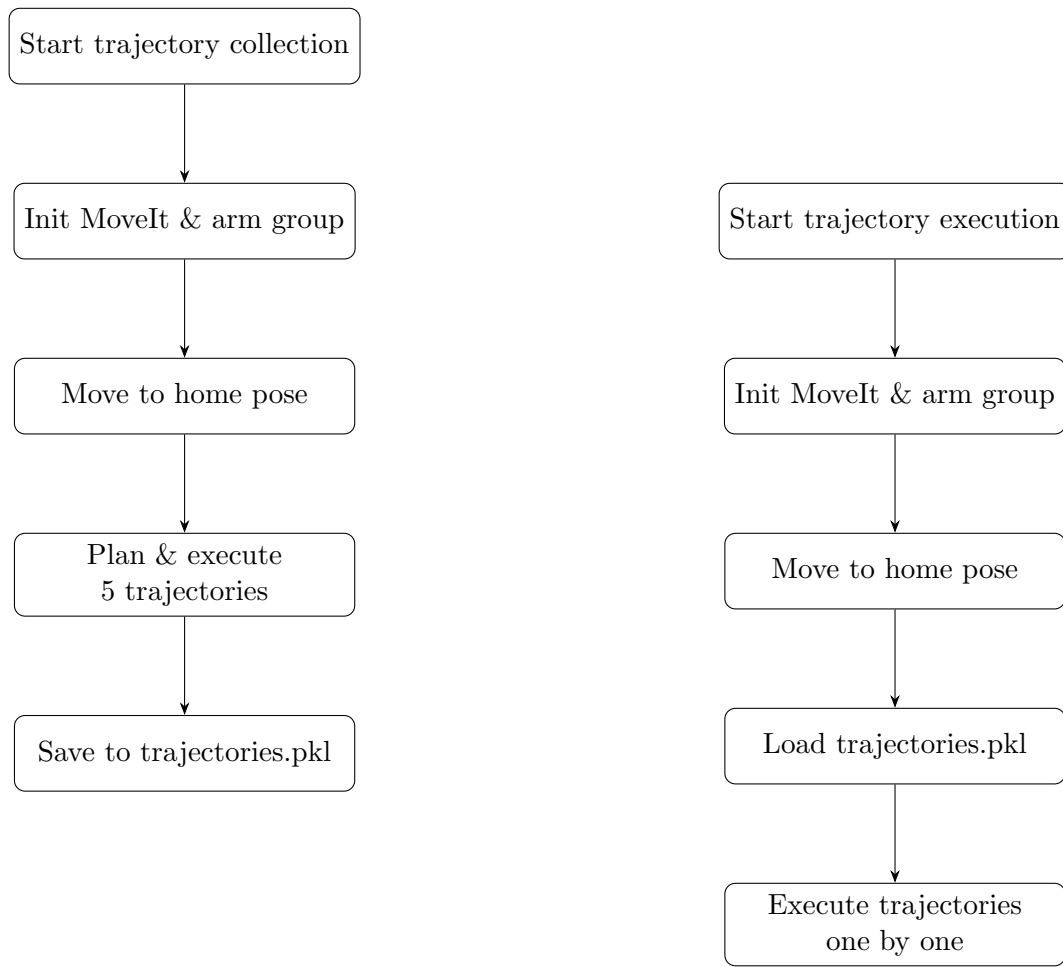 Start trajectory collection
Init MoveIt & arm group
Move to home pose
Plan & execute
5 trajectories
Save to trajectories.pkl
Start trajectory execution
Init MoveIt & arm group
Move to home pose
Load trajectories.pkl
Execute trajectories
one by one